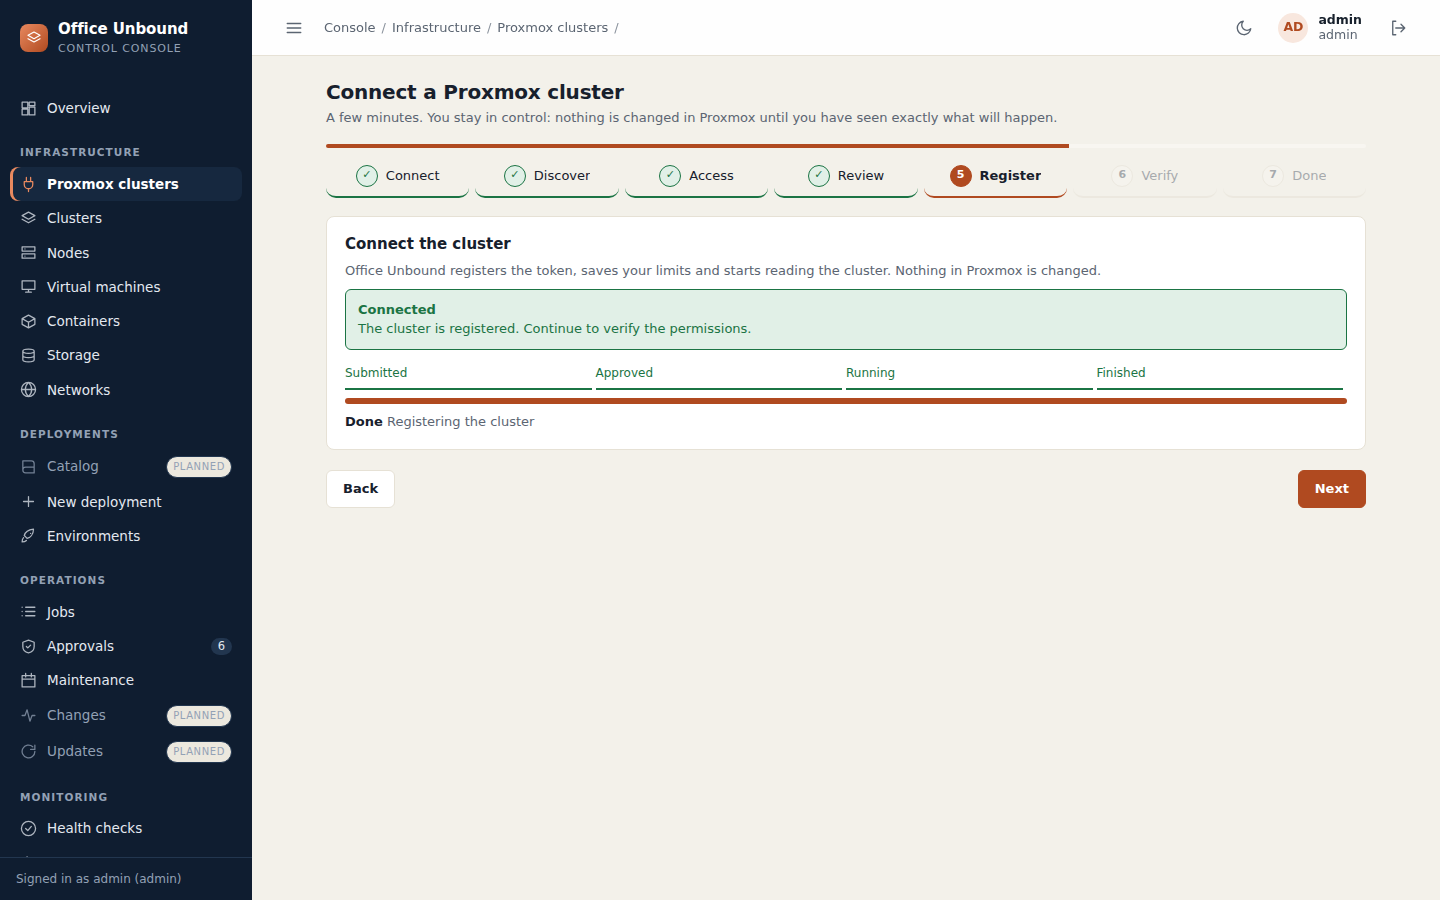 Office Unbound
CONTROL CONSOLE
Overview
INFRASTRUCTURE
Proxmox clusters
Clusters
Nodes
Virtual machines
Containers
Storage
Networks
DEPLOYMENTS
Catalog PLANNED
New deployment
Environments
OPERATIONS
Jobs
Approvals 6
Maintenance
Changes PLANNED
Updates PLANNED
MONITORING
Health checks
Signed in as admin (admin)
Console / Infrastructure / Proxmox clusters /
AD
admin
admin
Connect a Proxmox cluster
A few minutes. You stay in control: nothing is changed in Proxmox until you have seen exactly what will happen.
✓ Connect ✓ Discover ✓ Access ✓ Review 5 Register 6 Verify 7 Done
Connect the cluster
Office Unbound registers the token, saves your limits and starts reading the cluster. Nothing in Proxmox is changed.
Connected
The cluster is registered. Continue to verify the permissions.
Submitted Approved Running Finished
Done Registering the cluster
Back Next